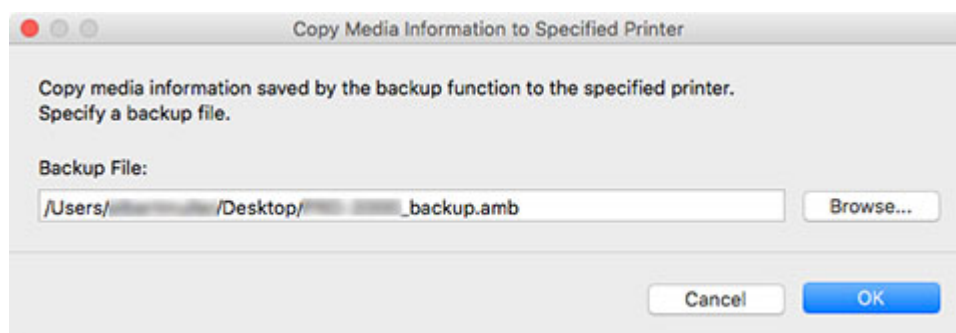 Copy Media Information to Specified Printer
Copy media information saved by the backup function to the specified printer.
Specify a backup file.
Backup File:
/Users/ /Desktop/ _backup.amb
Browse...
Cancel
OK